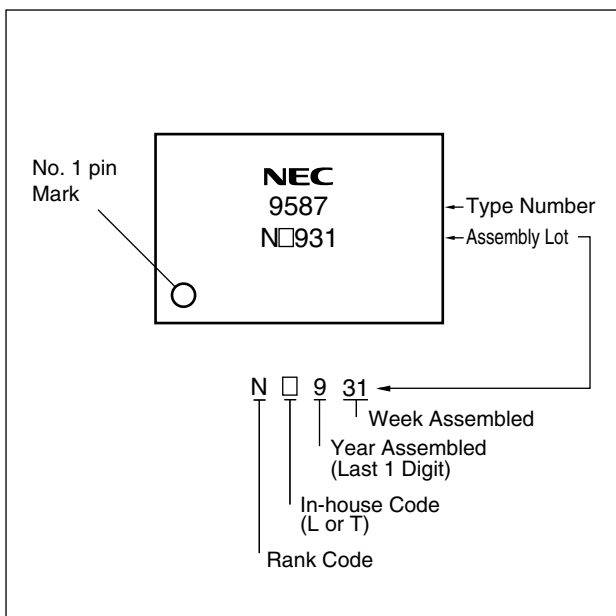 No. 1 pin
Mark
NEC
9587
N□931
Type Number
Assembly Lot
N □ 9 31
Week Assembled
Year Assembled
(Last 1 Digit)
In-house Code
(L or T)
Rank Code